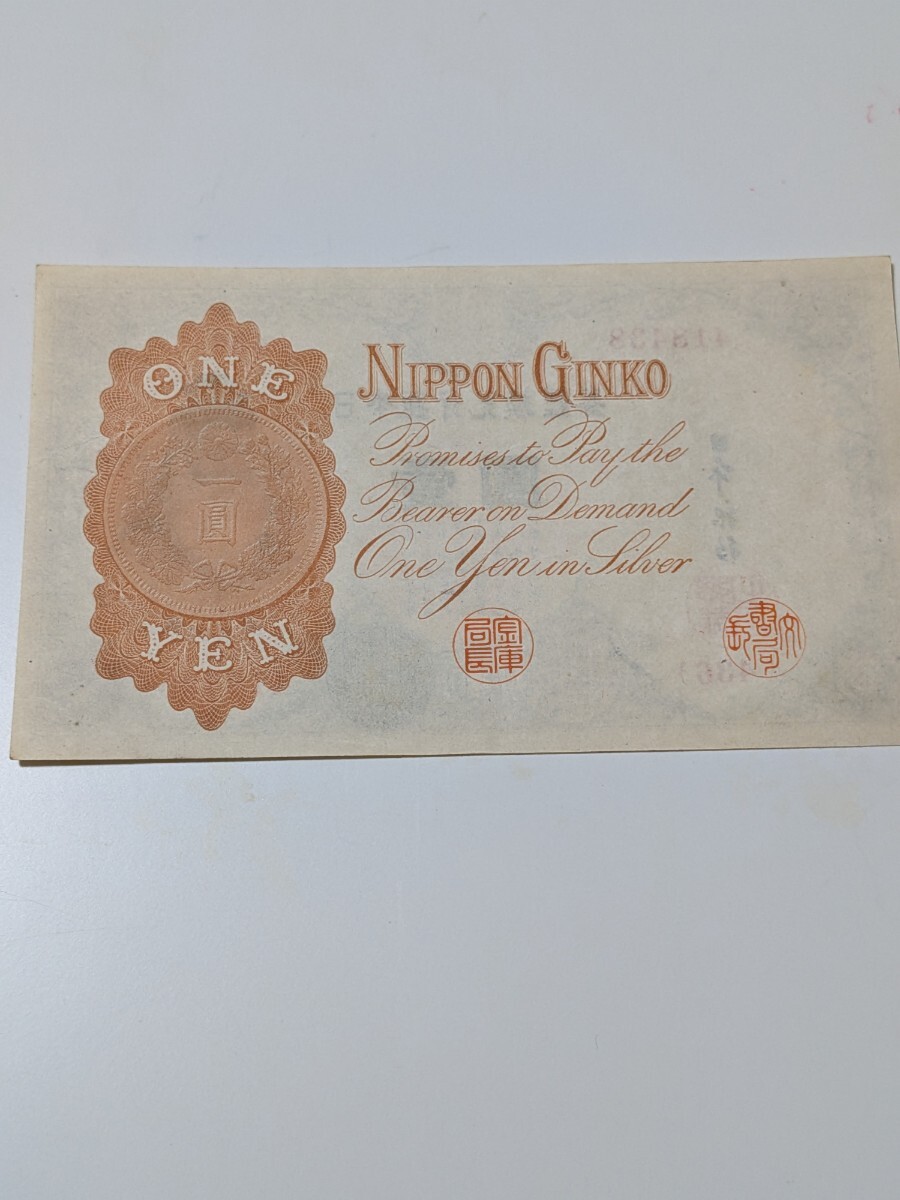 ONE
一圓
YEN
NIPPON GINKO
Promises to Pay the
Bearer on Demand
One Yen in Silver
金庫局長
文書局長